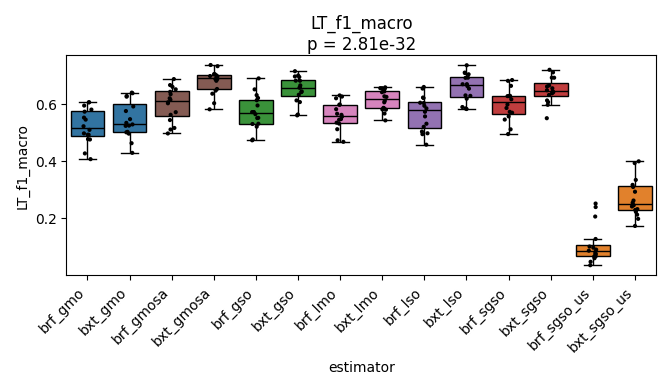 LT_f1_macro
p = 2.81e-32
LT_f1_macro
0.6
0.4
0.2
brf_gmo
bxt_gmo
brf_gmosa
bxt_gmosa
brf_gso
bxt_gso
brf_lmo
bxt_lmo
brf_lso
bxt_lso
brf_sgso
bxt_sgso
brf_sgso_us
bxt_sgso_us
estimator